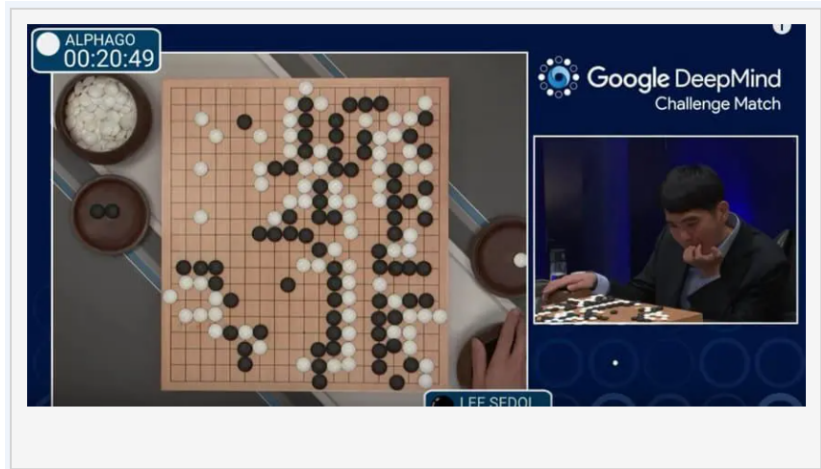 ALPHAGO
00:20:49
Google DeepMind
Challenge Match
LEE SEDOL